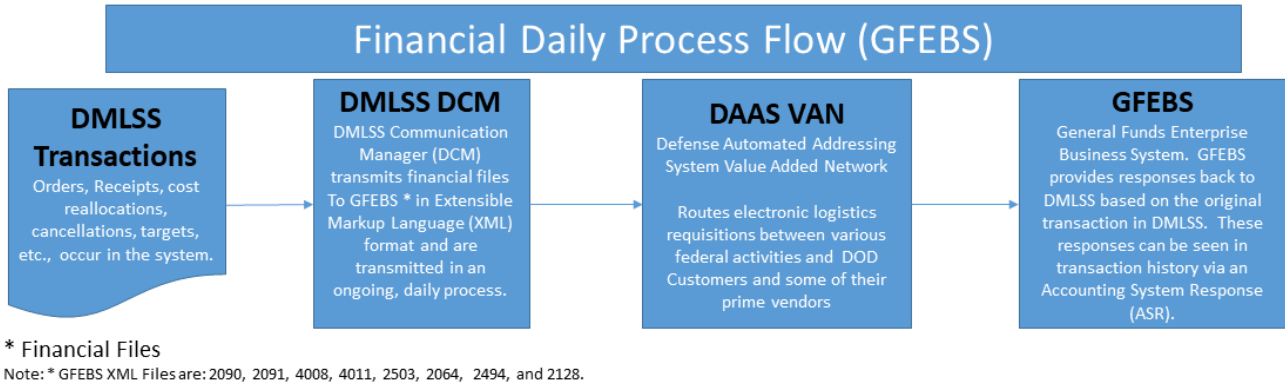 Financial Daily Process Flow (GFEBS)
DMLSS
Transactions
Orders, Receipts, cost
reallocations,
cancellations, targets,
etc., occur in the system.
DMLSS DCM
DMLSS Communication
Manager (DCM)
transmits financial files
To GFEBS * in Extensible
Markup Language (XML)
format and are
transmitted in an
ongoing, daily process.
DAAS VAN
Defense Automated Addressing
System Value Added Network
Routes electronic logistics
requisitions between various
federal activities and DOD
Customers and some of their
prime vendors
GFEBS
General Funds Enterprise
Business System. GFEBS
provides responses back to
DMLSS based on the original
transaction in DMLSS. These
responses can be seen in
transaction history via an
Accounting System Response
(ASR).
* Financial Files
Note: * GFEBS XML Files are: 2090, 2091, 4008, 4011, 2503, 2064, 2494, and 2128.